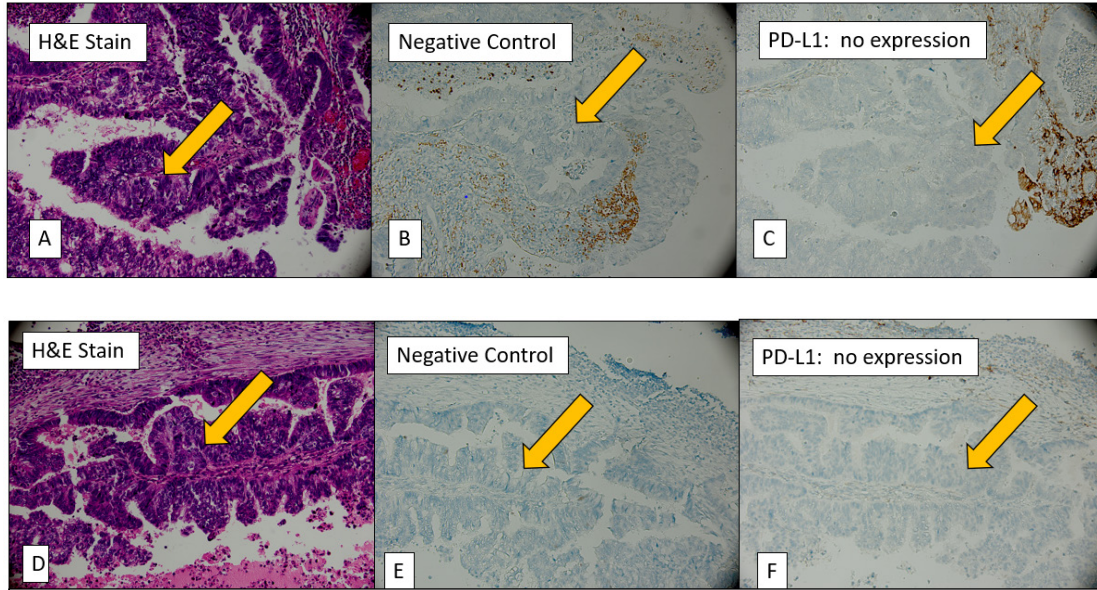 H&E Stain
Negative Control
PD-L1: no expression
A
B
C
H&E Stain
Negative Control
PD-L1: no expression
D
E
F